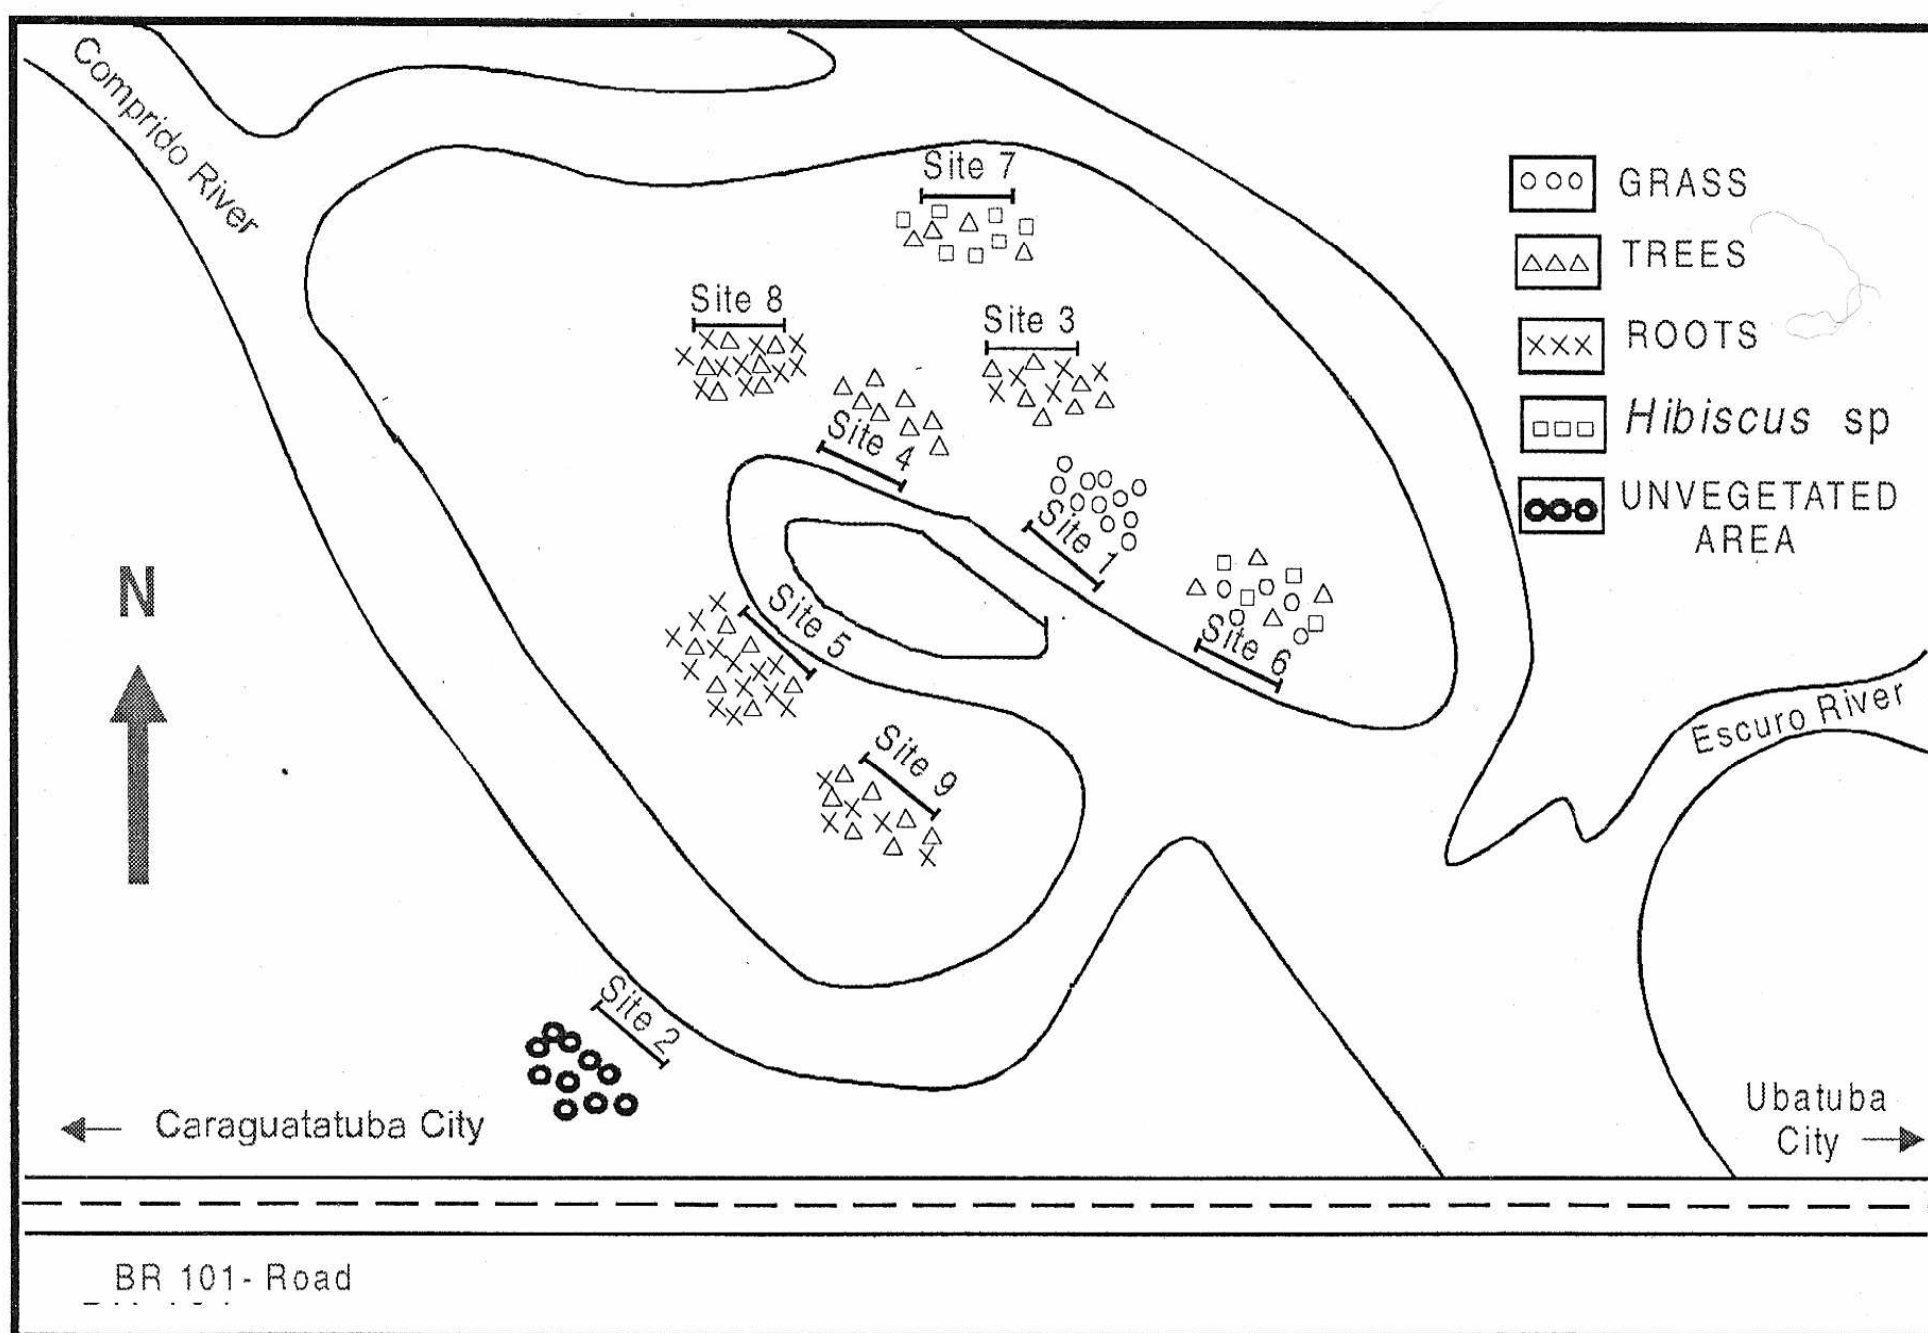 Comprido River
Site 7
Site 8
Site 3
Site 4
Site 1
Site 5
Site 6
Site 9
Site 2
N
GRASS
TREES
ROOTS
Hibiscus sp
UNVEGETATED
AREA
Escuro River
Caraguatatuba City
Ubatuba
City
BR 101- Road